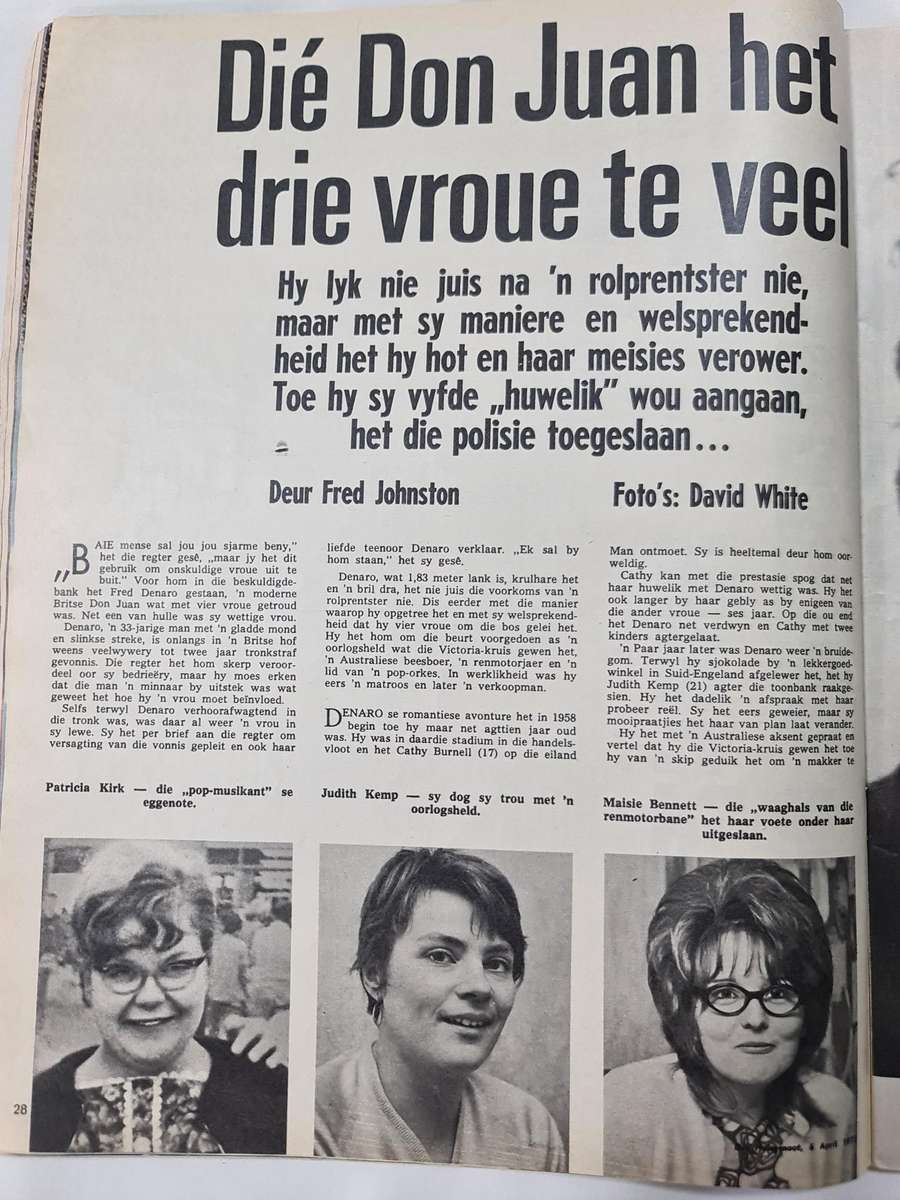 Dié Don Juan het
drie vroue te veel
Hy lyk nie juis na 'n rolprentster nie,
maar met sy maniere en welsprekend-
heid het hy hot en haar meisies verower.
Toe hy sy vyfde „huwelik” wou aangaan,
het die polisie toegeslaan...
Deur Fred Johnston
Foto's: David White
„BAIE mense sal jou jou sjarme beny,”
het die regter gesê, „maar jy het dit
gebruik om onskuldige vroue uit te
buit.” Voor hom in die beskuldigde-
bank het Fred Denaro gestaan, 'n moderne
Britse Don Juan wat met vier vroue getroud
was. Net een van hulle was sy wettige vrou.
Denaro, 'n 33-jarige man met 'n gladde mond
en slinkse streke, is onlangs in 'n Britse hof
weens veelwywery tot twee jaar tronkstraf
gevonnis. Die regter het hom skerp veroor-
deel oor sy bedrieëry, maar hy moes erken
dat die man 'n minnaar by uitstek was wat
geweet het hoe hy 'n vrou moet beïnvloed.
Selfs terwyl Denaro verhoorafwagtend in
die tronk was, was daar al weer 'n vrou in
sy lewe. Sy het per brief aan die regter om
versagting van die vonnis gepleit en ook haar
liefde teenoor Denaro verklaar. „Ek sal by
hom staan,” het sy gesê.
Denaro, wat 1,83 meter lank is, krulhare het
en 'n bril dra, het nie juis die voorkoms van 'n
rolprentster nie. Dis eerder met die manier
waarop hy opgetree het en met sy welsprekend-
heid dat hy vier vroue om die bos gelei het.
Hy het hom om die beurt voorgedoen as 'n
oorlogsheld wat die Victoria-kruis gewen het,
'n Australiese beesboer, 'n renmotorjaer en 'n
lid van 'n pop-orkes. In werklikheid was hy
eers 'n matroos en later 'n verkoopman.
DENARO se romantiese avonture het in 1958
begin toe hy maar net agttien jaar oud
was. Hy was in daardie stadium in die handels-
vloot en het Cathy Burnell (17) op die eiland
Man ontmoet. Sy is heeltemal deur hom oor-
weldig.
Cathy kan met die prestasie spog dat net
haar huwelik met Denaro wettig was. Hy het
ook langer by haar gebly as by enigeen van
die ander vroue — ses jaar. Op die ou end
het Denaro net verdwyn en Cathy met twee
kinders agtergelaat.
'n Paar jaar later was Denaro weer 'n bruide-
gom. Terwyl hy sjokolade by 'n lekkergoed-
winkel in Suid-Engeland afgelewer het, het hy
Judith Kemp (21) agter die toonbank raakge-
sien. Hy het dadelik 'n afspraak met haar
probeer reël. Sy het eers geweier, maar sy
mooipraatjies het haar van plan laat verander.
Hy het met 'n Australiese aksent gepraat en
vertel dat hy die Victoria-kruis gewen het toe
hy van 'n skip geduik het om 'n makker te
Patricia Kirk — die „pop-musikant” se
eggenote.
Judith Kemp — sy dog sy trou met 'n
oorlogsheld.
Maisie Bennett — die „waaghals van die
renmotorbane” het haar voete onder haar
uitgeslaan.
28
April